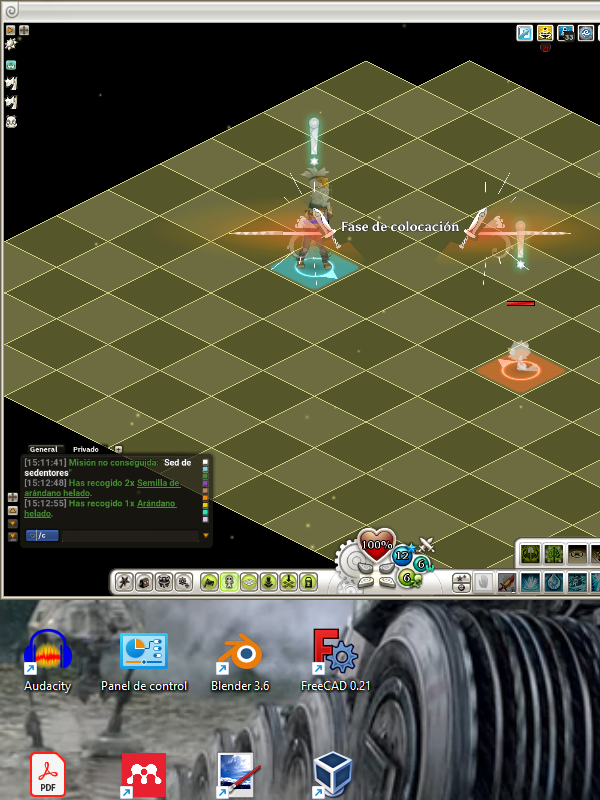 33
Fase de colocación
General Privado
[15:11:41] Misión no conseguida: "Sed de
sedentores"
[15:12:48] Has recogido 2x Semilla de
arándano helado.
[15:12:55] Has recogido 1x Arándano
helado.
/c
100%
12
6
6
Audacity
Panel de control
Blender 3.6
FreeCAD 0.21
PDF